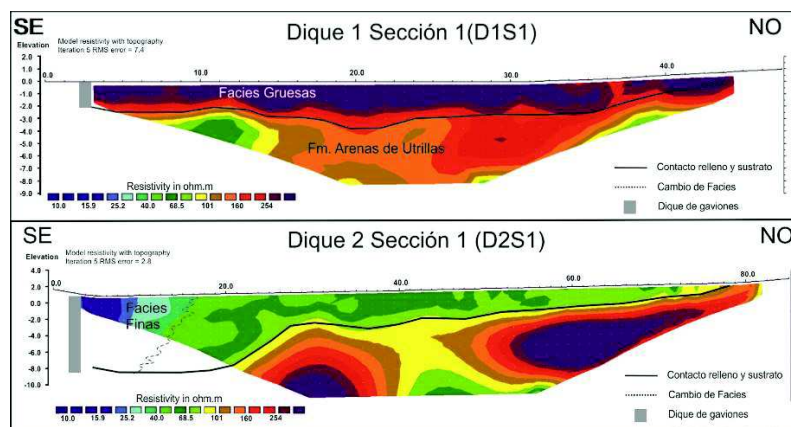 SE
Dique 1 Sección 1(D1S1)
NO
Elevation
Model resistivity with topography
Iteration 5 RMS error = 7.4
2.0
1.0
0.0
-1.0
-2.0
-3.0
-4.0
-5.0
-6.0
-7.0
-8.0
-9.0
0.0 10.0 20.0 30.0 40.0
Facies Gruesas
Fm. Arenas de Utrillas
Resistivity in ohm.m
10.0 15.9 25.2 40.0 68.5 101 160 254
Contacto relleno y sustrato
Cambio de Facies
Dique de gaviones
SE
Dique 2 Sección 1 (D2S1)
NO
Elevation
Model resistivity with topography
Iteration 5 RMS error = 2.8
4.0
2.0
0.0
-2.0
-4.0
-6.0
-8.0
-10.0
0.0 20.0 40.0 60.0 80.0
Facies
Finas
Resistivity in ohm.m
10.0 15.9 25.2 40.0 68.5 101 160 254
Contacto relleno y sustrato
Cambio de Facies
Dique de gaviones